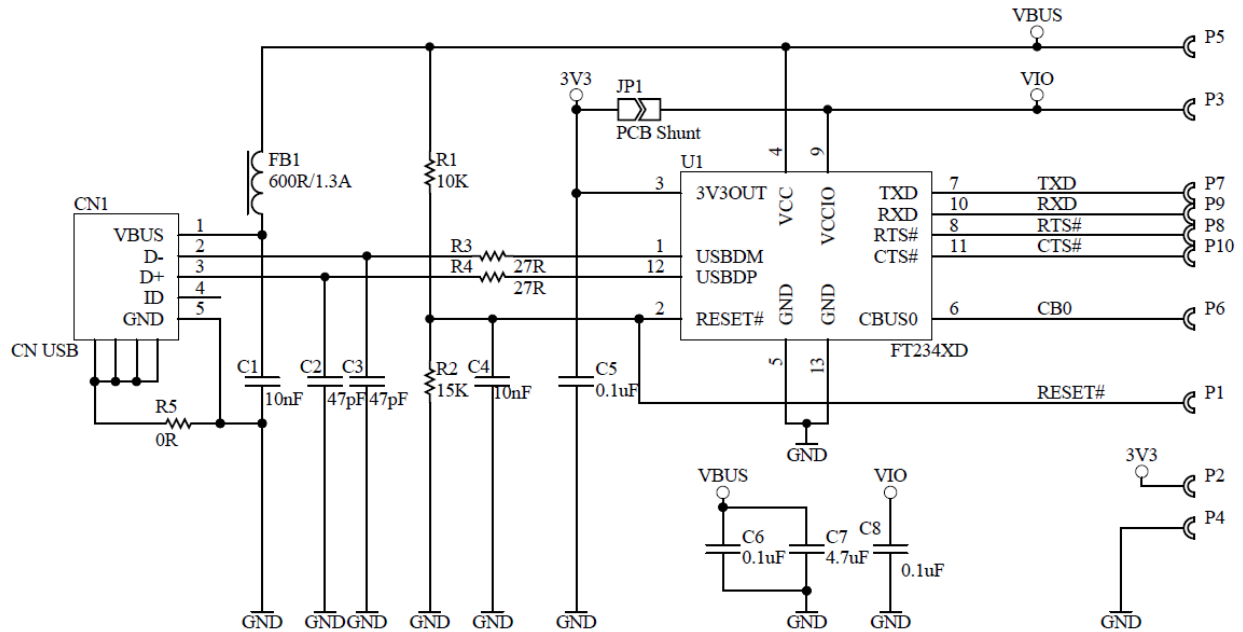 VBUS
P5
3V3
JP1
PCB Shunt
VIO
P3
FB1
600R/1.3A
R1
10K
U1
4
9
CN1
3
3V3OUT
VCC
VCCIO
TXD
7
TXD
P7
RXD
10
RXD
P9
RTS#
8
RTS#
P8
CTS#
11
CTS#
P10
VBUS
1
D-
2
R3
27R
1
USBDM
D+
3
R4
27R
12
USBDP
ID
4
GND
5
2
RESET#
GND
GND
CBUS0
6
CB0
P6
CN USB
FT234XD
C1
10nF
C2
47pF
C3
47pF
R2
15K
C4
10nF
C5
0.1uF
5
13
R5
0R
RESET#
P1
GND
VBUS
VIO
3V3
P2
P4
C6
0.1uF
C7
4.7uF
C8
0.1uF
GND
GND
GND
GND
GND
GND
GND
GND
GND